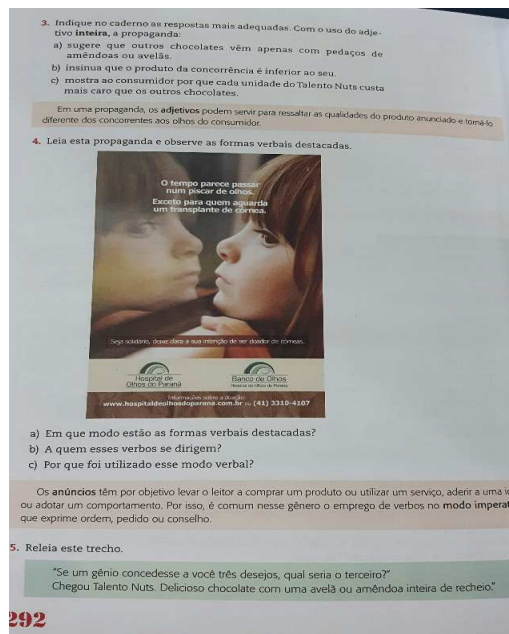 3. Indique no caderno as respostas mais adequadas. Com o uso do adje-
tivo inteira, a propaganda:
a) sugere que outros chocolates vêm apenas com pedaços de
amêndoas ou avelãs.
b) insinua que o produto da concorrência é inferior ao seu.
c) mostra ao consumidor por que cada unidade do Talento Nuts custa
mais caro que os outros chocolates.
Em uma propaganda, os adjetivos podem servir para ressaltar as qualidades do produto anunciado e torná-lo
diferente dos concorrentes aos olhos do consumidor.
4. Leia esta propaganda e observe as formas verbais destacadas.
O tempo parece passar
num piscar de olhos.
Exceto para quem aguarda
um transplante de córnea.
Seja solidário, deixe claro a sua intenção de ser doador de córneas.
Hospital de
Olhos do Paraná
Banco de Olhos
Hospital de Olhos do Paraná
Informações sobre a doação:
www.hospitaldeolhosdoparana.com.br ou (41) 3310-4107
a) Em que modo estão as formas verbais destacadas?
b) A quem esses verbos se dirigem?
c) Por que foi utilizado esse modo verbal?
Os anúncios têm por objetivo levar o leitor a comprar um produto ou utilizar um serviço, aderir a uma i
ou adotar um comportamento. Por isso, é comum nesse gênero o emprego de verbos no modo imperat
que exprime ordem, pedido ou conselho.
5. Releia este trecho.
"Se um gênio concedesse a você três desejos, qual seria o terceiro?"
Chegou Talento Nuts. Delicioso chocolate com uma avelã ou amêndoa inteira de recheio."
292